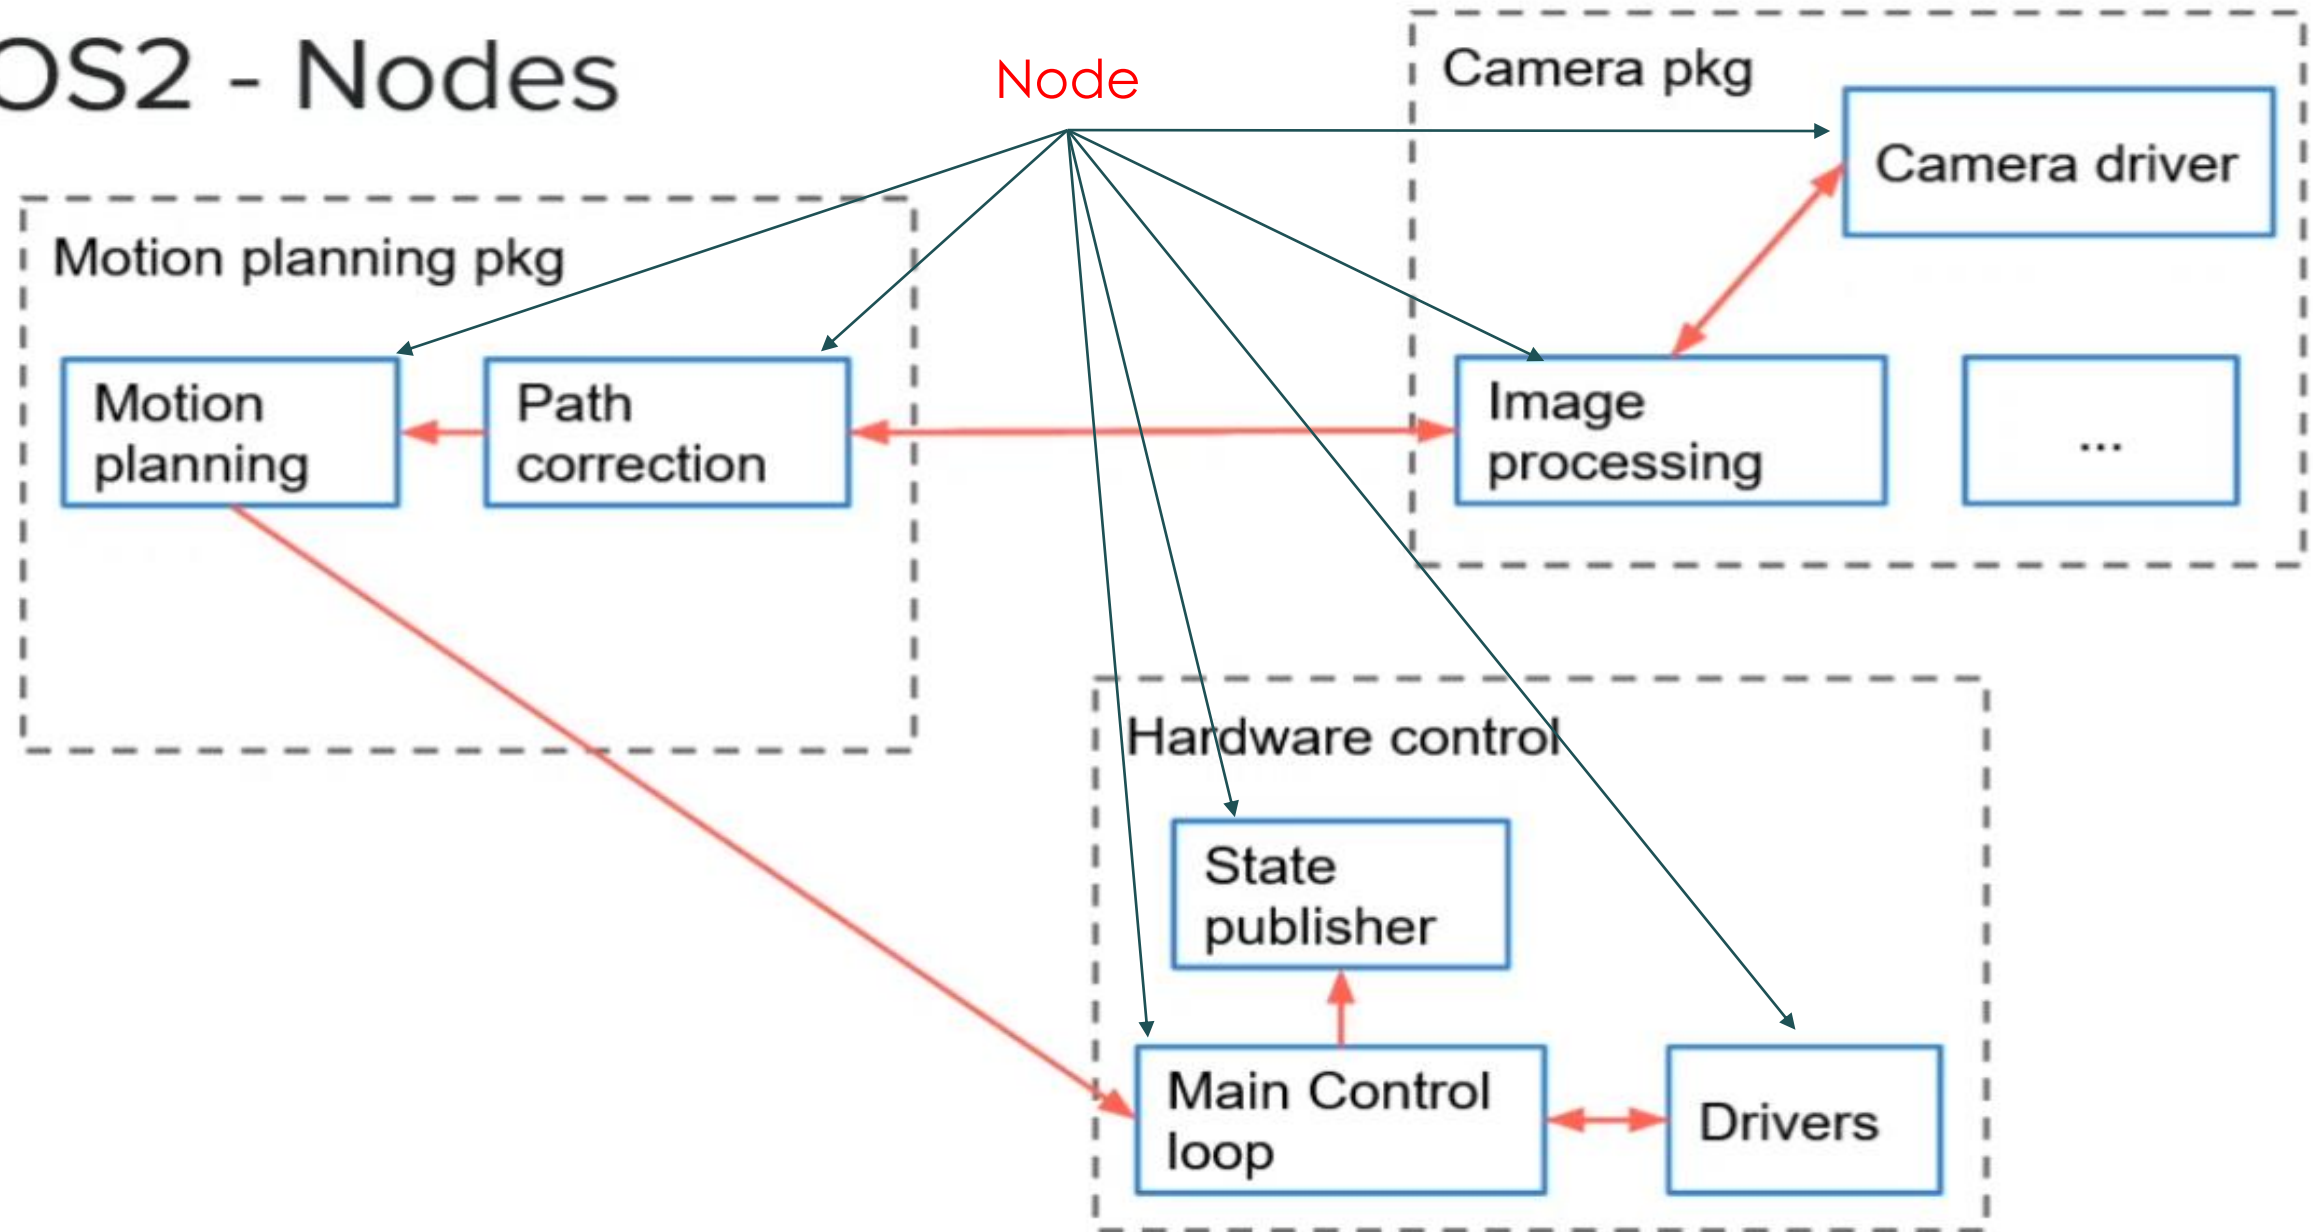 OS2 - Nodes
Node
Camera pkg
Camera driver
Motion planning pkg
Motion
planning
Path
correction
Image
processing
...
Hardware control
State
publisher
Main Control
loop
Drivers